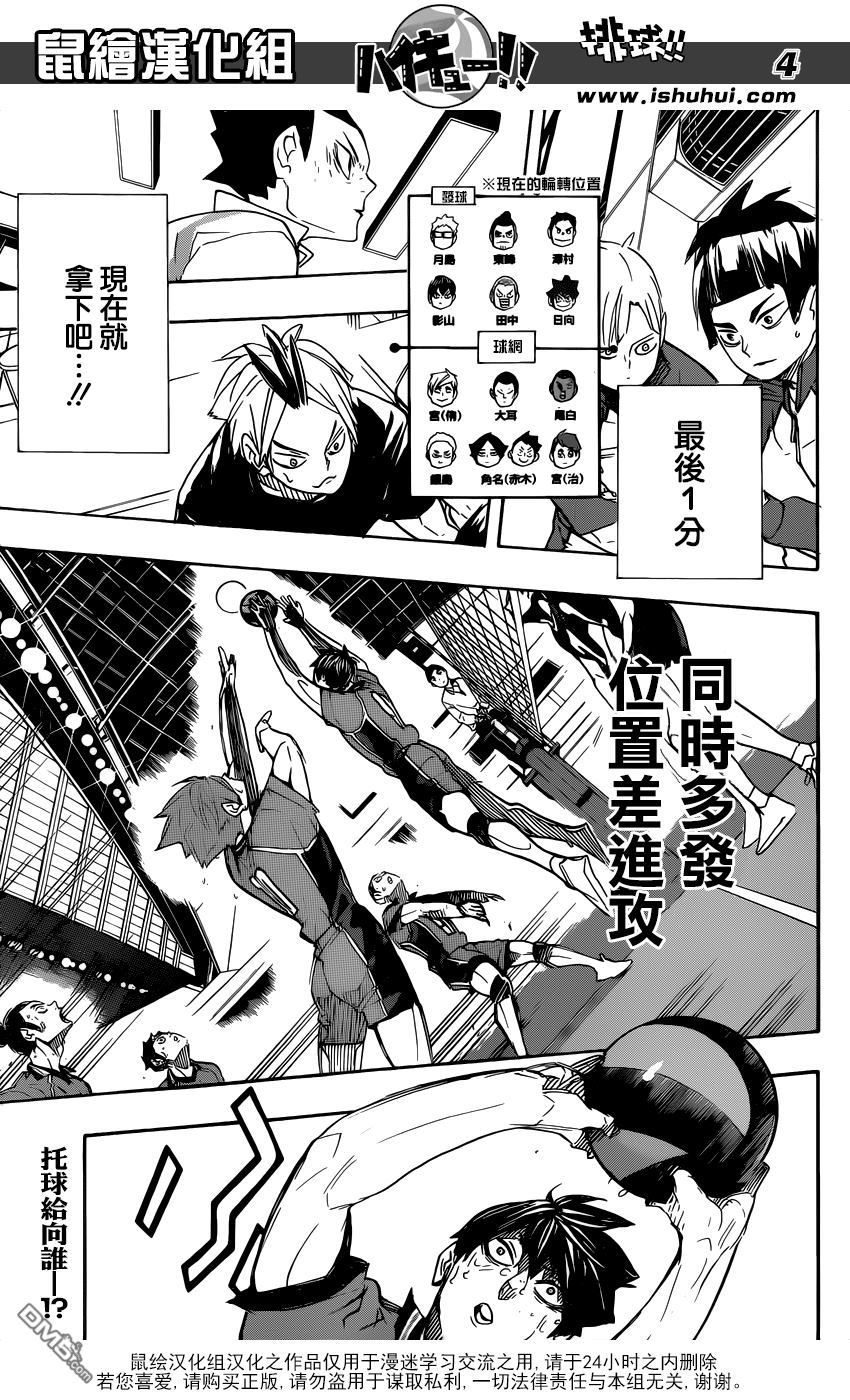 鼠繪漢化組
ハイキュー!!
排球!!
4
www.ishuhui.com
※現在的輪轉位置
發球
月島 東峰 澤村
影山 田中 日向
球網
宮(侑) 大耳 尾白
銀島 角名(赤木) 宮(治)
最後1分
現在就
拿下吧…!!
同時多發
位置差進攻
托球給向誰—!?
DM5.com
鼠绘汉化组汉化之作品仅用于漫迷学习交流之用,请于24小时之内删除
若您喜爱,请购买正版,请勿用于谋取私利,一切法律责任与本组无关,谢谢。